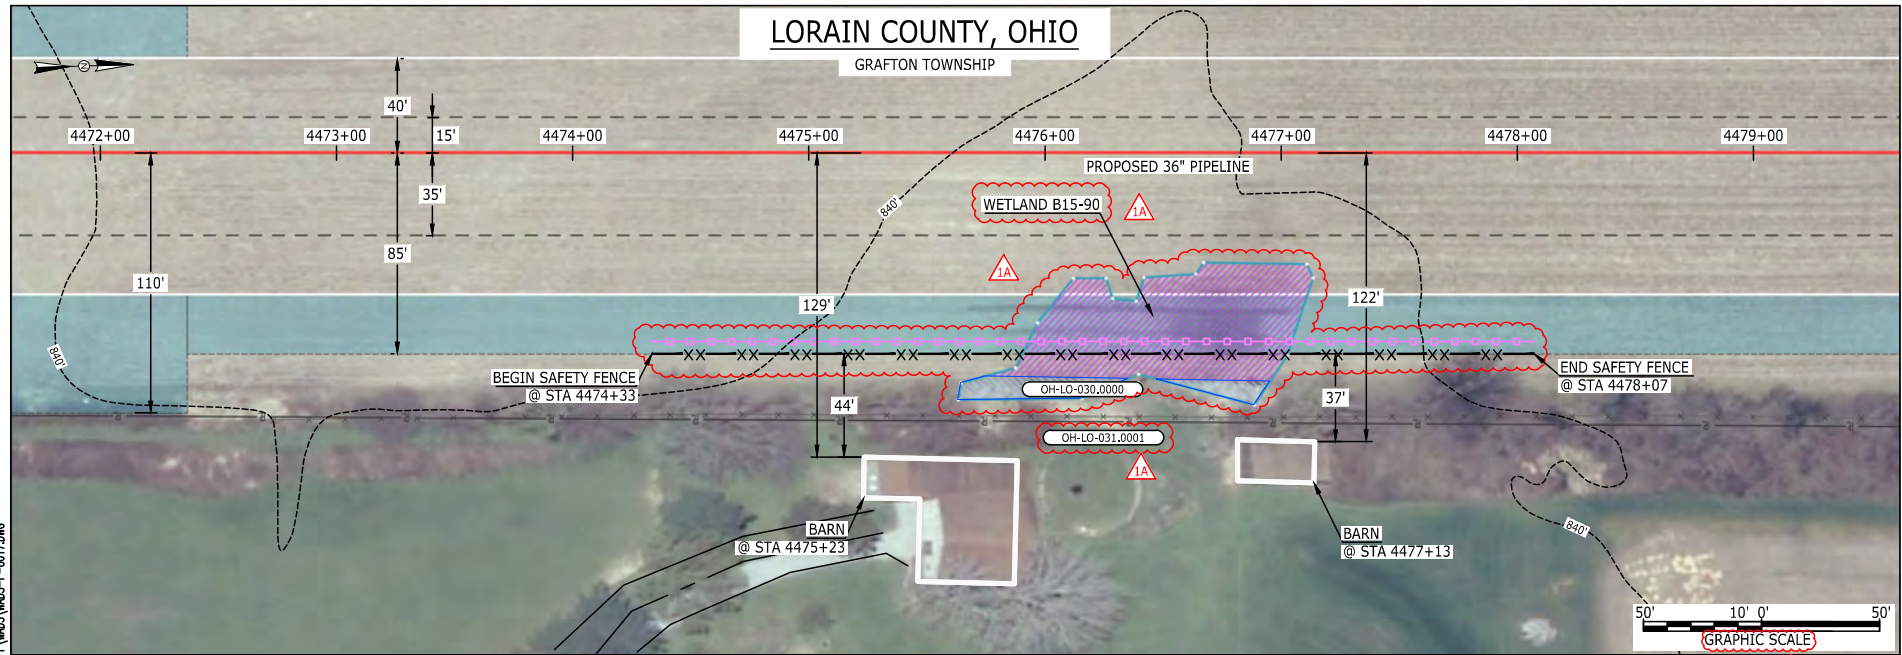 LORAIN COUNTY, OHIO
GRAFTON TOWNSHIP
N
40'
15'
4472+00
4473+00
4474+00
4475+00
4476+00
4477+00
4478+00
4479+00
PROPOSED 36" PIPELINE
35'
WETLAND B15-90
1A
840'
85'
1A
110'
129'
122'
840'
BEGIN SAFETY FENCE
@ STA 4474+33
END SAFETY FENCE
@ STA 4478+07
OH-LO-030.0000
44'
37'
OH-LO-031.0001
1A
BARN
@ STA 4475+23
BARN
@ STA 4477+13
840'
50'
10'
0'
50'
GRAPHIC SCALE